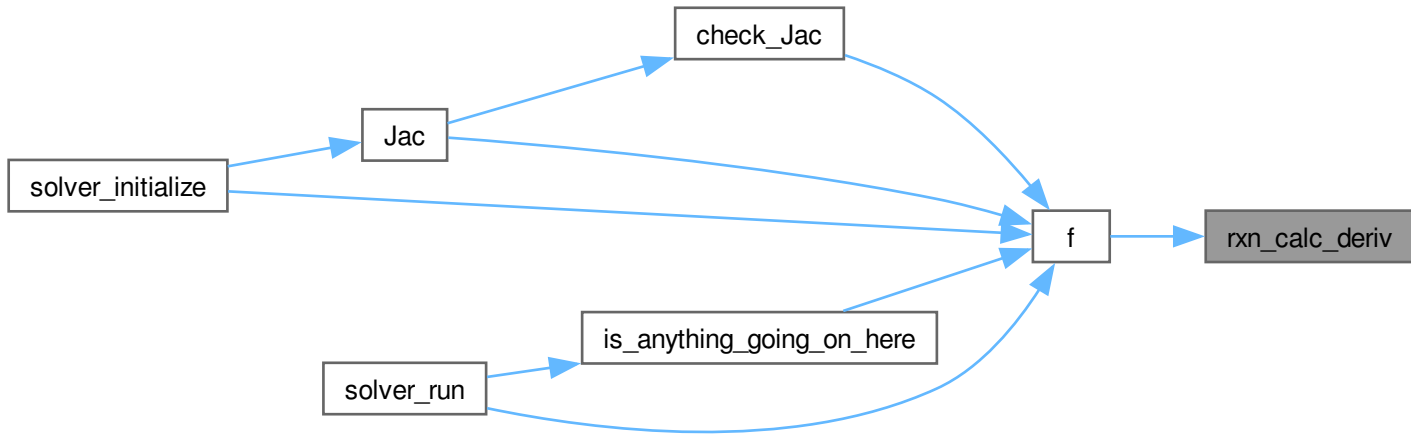 check_Jac
Jac
solver_initialize
f
rxn_calc_deriv
is_anything_going_on_here
solver_run